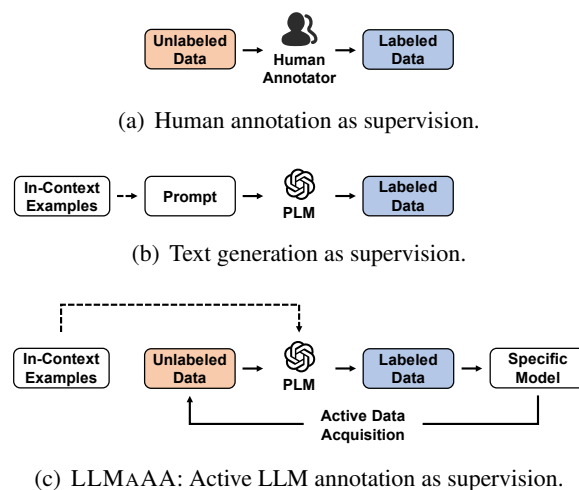 Unlabeled
Data
Human
Annotator
Labeled
Data
(a) Human annotation as supervision.
In-Context
Examples
Prompt
PLM
Labeled
Data
(b) Text generation as supervision.
In-Context
Examples
Unlabeled
Data
PLM
Labeled
Data
Specific
Model
Active Data
Acquisition
(c) LLMAAA: Active LLM annotation as supervision.